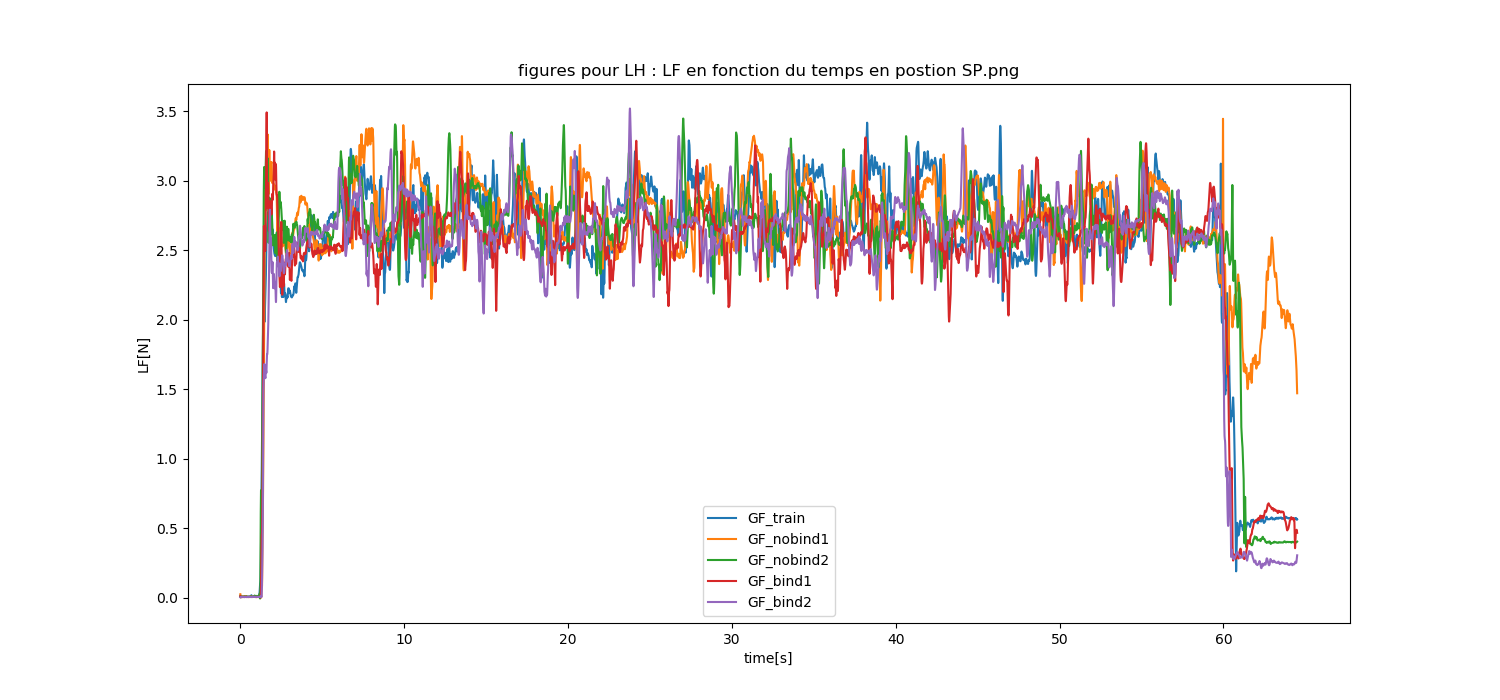 figures pour LH : LF en fonction du temps en postion SP.png
3.5
3.0
2.5
2.0
1.5
1.0
0.5
0.0
LF[N]
GF_train
GF_nobind1
GF_nobind2
GF_bind1
GF_bind2
0 10 20 30 40 50 60
time[s]